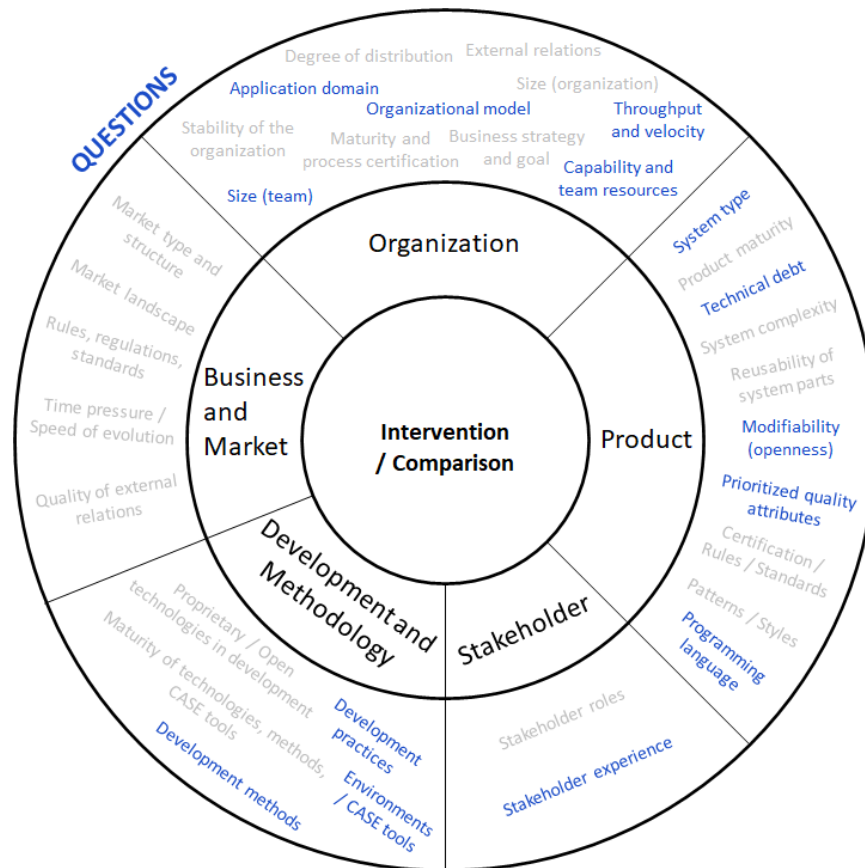 QUESTIONS
Degree of distribution
External relations
Application domain
Size (organization)
Organizational model
Throughput
and velocity
Stability of the
organization
Maturity and
process certification
Business strategy
and goal
Capability and
team resources
Size (team)
Organization
System type
Product maturity
Technical debt
System complexity
Reusability of
system parts
Modifiability
(openness)
Prioritized quality
attributes
Certification /
Rules / Standards
Patterns / Styles
Programming
language
Product
Market type and
structure
Market landscape
Rules, regulations,
standards
Time pressure /
Speed of evolution
Quality of external
relations
Business
and
Market
Intervention
/ Comparison
Development and
Methodology
Stakeholder
Proprietary / Open
technologies in development
Maturity of technologies, methods,
CASE tools
Development
practices
Development methods
Environments
/ CASE tools
Stakeholder roles
Stakeholder experience